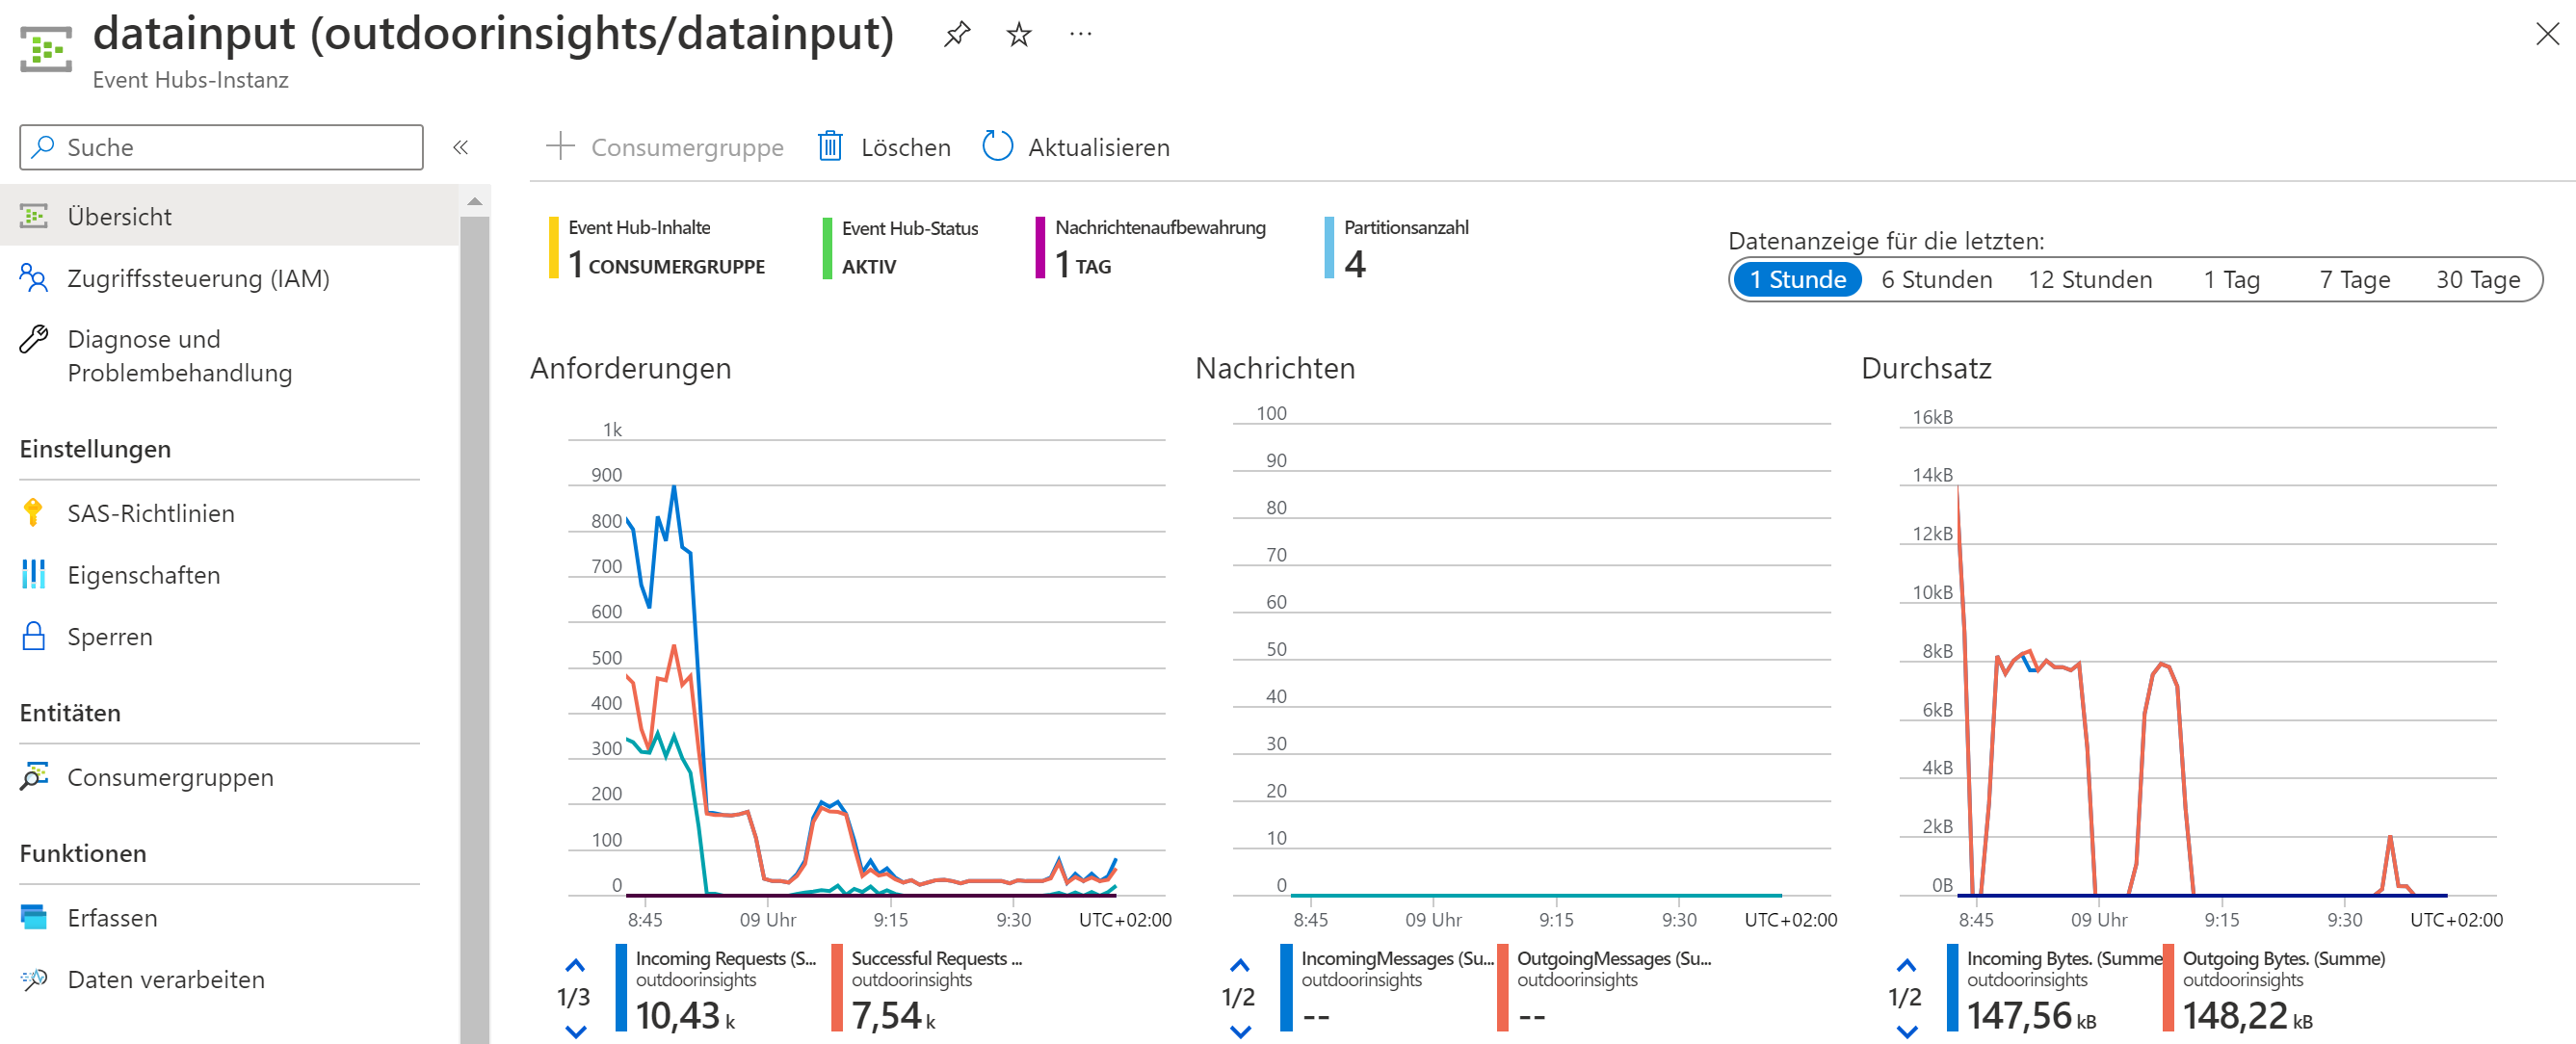 datainput (outdoorinsights/datainput)
Event Hubs-Instanz
Suche
Consumergruppe
Löschen
Aktualisieren
Übersicht
Zugriffssteuerung (IAM)
Diagnose und
Problembehandlung
Einstellungen
SAS-Richtlinien
Eigenschaften
Sperren
Entitäten
Consumergruppen
Funktionen
Erfassen
Daten verarbeiten
Event Hub-Inhalte
1 CONSUMERGRUPPE
Event Hub-Status
AKTIV
Nachrichtenaufbewahrung
1 TAG
Partitionsanzahl
4
Datenanzeige für die letzten:
1 Stunde
6 Stunden
12 Stunden
1 Tag
7 Tage
30 Tage
Anforderungen
1k
900
800
700
600
500
400
300
200
100
0
8:45
09 Uhr
9:15
9:30
UTC+02:00
1/3
Incoming Requests (S...
outdoorinsights
10,43 k
Successful Requests ...
outdoorinsights
7,54 k
Nachrichten
100
90
80
70
60
50
40
30
20
10
0
8:45
09 Uhr
9:15
9:30
UTC+02:00
1/2
IncomingMessages (Su...
outdoorinsights
--
OutgoingMessages (Su...
outdoorinsights
--
Durchsatz
16kB
14kB
12kB
10kB
8kB
6kB
4kB
2kB
0B
8:45
09 Uhr
9:15
9:30
UTC+02:00
1/2
Incoming Bytes. (Summe
outdoorinsights
147,56 kB
Outgoing Bytes. (Summe)
outdoorinsights
148,22 kB